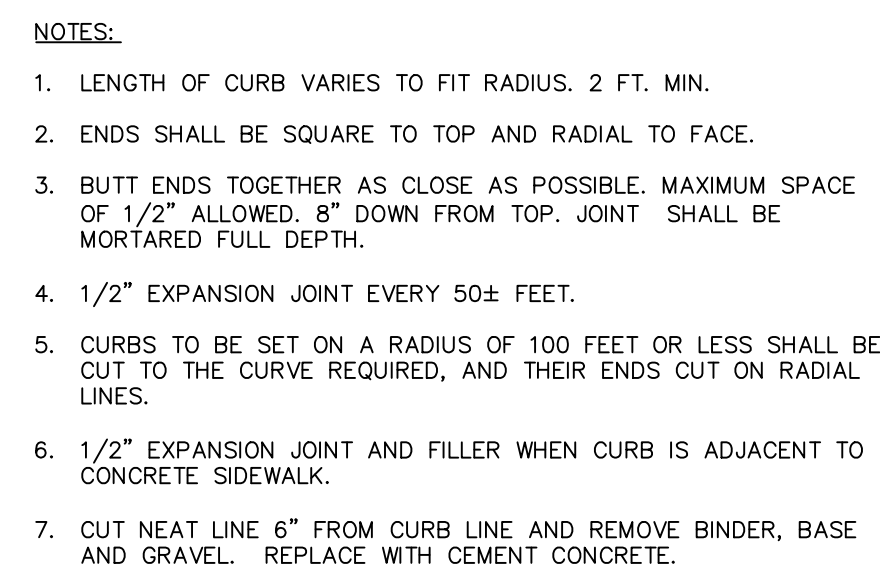 NOTES:
1. LENGTH OF CURB VARIES TO FIT RADIUS. 2 FT. MIN.
2. ENDS SHALL BE SQUARE TO TOP AND RADIAL TO FACE.
3. BUTT ENDS TOGETHER AS CLOSE AS POSSIBLE. MAXIMUM SPACE
OF 1/2" ALLOWED. 8" DOWN FROM TOP. JOINT SHALL BE
MORTARED FULL DEPTH.
4. 1/2" EXPANSION JOINT EVERY 50± FEET.
5. CURBS TO BE SET ON A RADIUS OF 100 FEET OR LESS SHALL BE
CUT TO THE CURVE REQUIRED, AND THEIR ENDS CUT ON RADIAL
LINES.
6. 1/2" EXPANSION JOINT AND FILLER WHEN CURB IS ADJACENT TO
CONCRETE SIDEWALK.
7. CUT NEAT LINE 6" FROM CURB LINE AND REMOVE BINDER, BASE
AND GRAVEL. REPLACE WITH CEMENT CONCRETE.